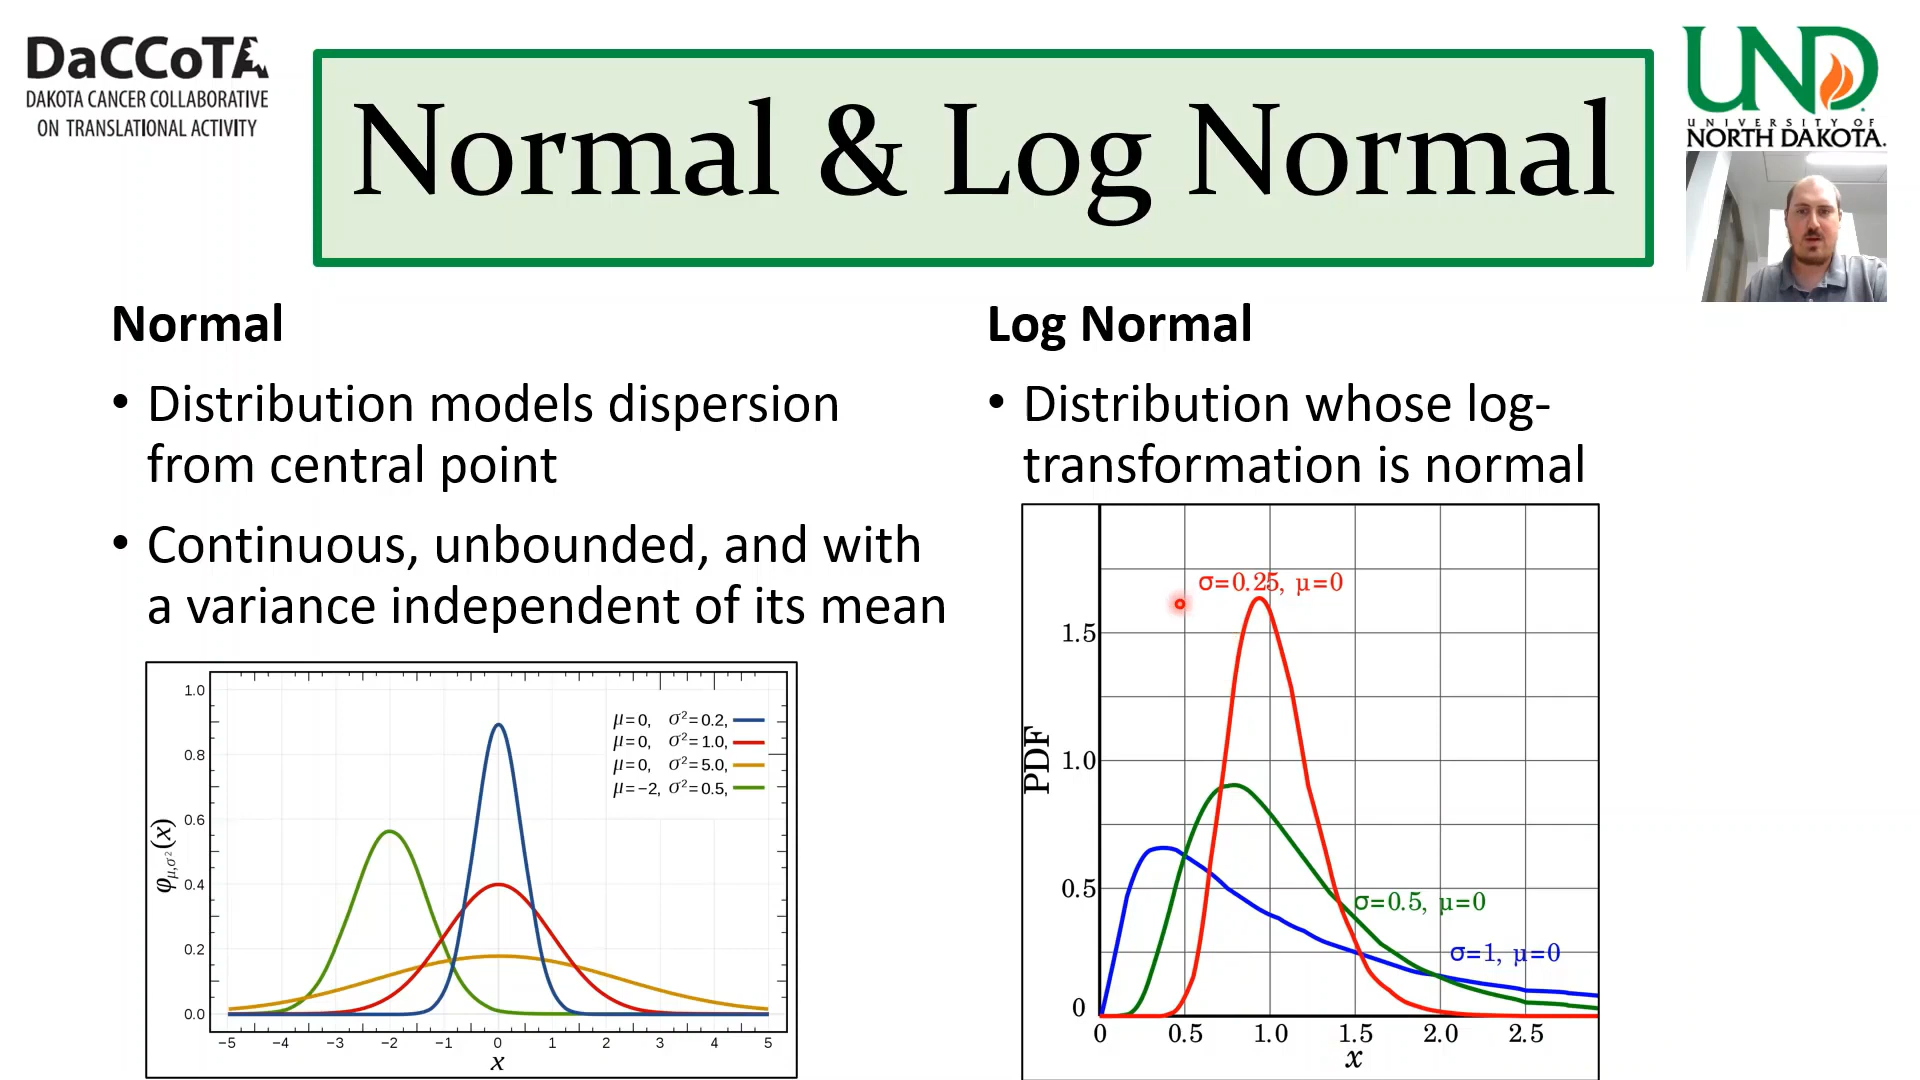 DaCCoTA
DAKOTA CANCER COLLABORATIVE
ON TRANSLATIONAL ACTIVITY
Normal & Log Normal
UND
UNIVERSITY OF
NORTH DAKOTA.
Normal
• Distribution models dispersion
from central point
• Continuous, unbounded, and with
a variance independent of its mean
φμ,σ²(x)
1.0
0.8
0.6
0.4
0.2
0.0
μ=0, σ²=0.2,
μ=0, σ²=1.0,
μ=0, σ²=5.0,
μ=−2, σ²=0.5,
−5 −4 −3 −2 −1 0 1 2 3 4 5
x
Log Normal
• Distribution whose log-
transformation is normal
PDF
1.5
1.0
0.5
0
σ=0.25, μ=0
σ=0.5, μ=0
σ=1, μ=0
0 0.5 1.0 1.5 2.0 2.5
x